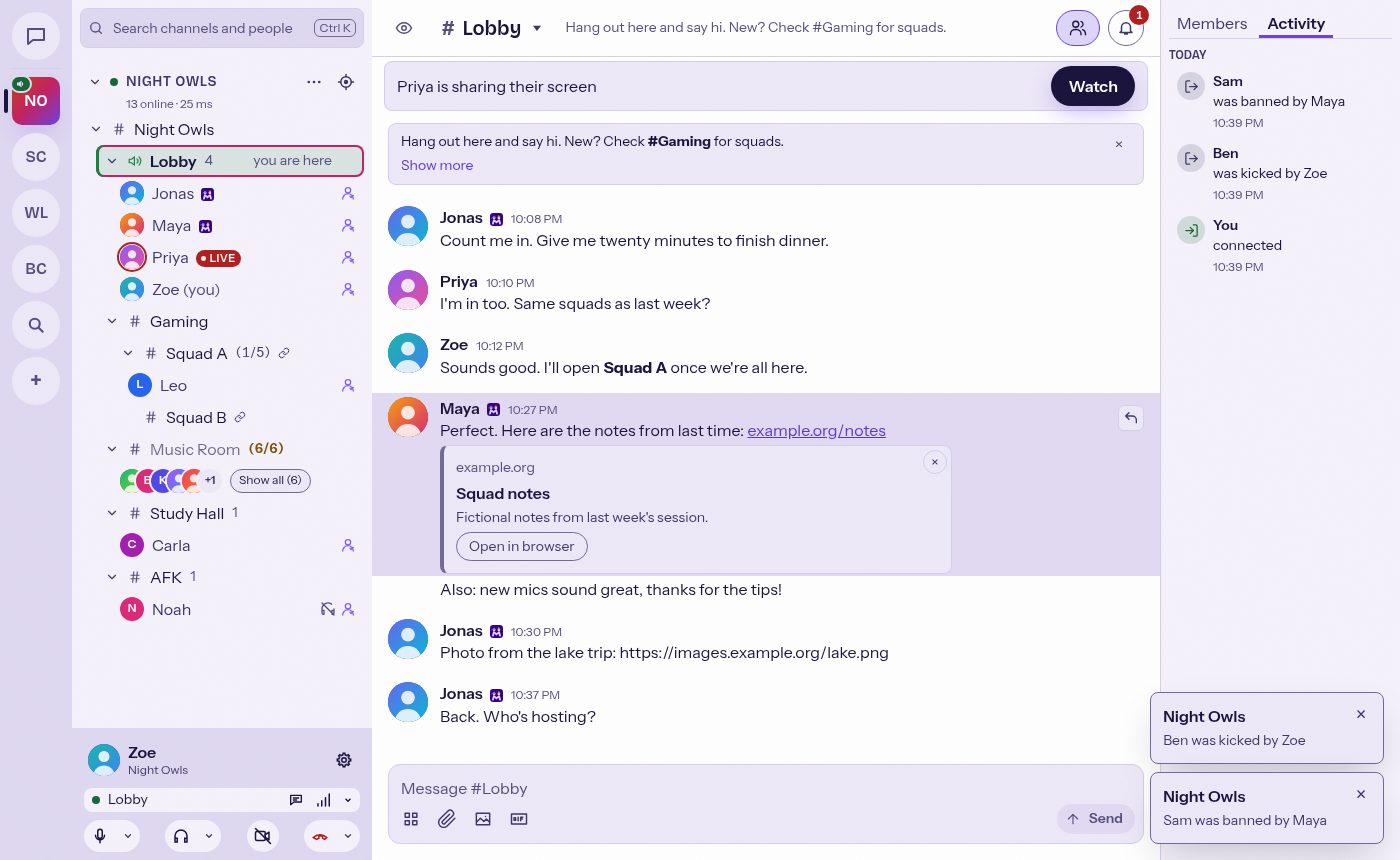 Search channels and people
Ctrl K
NO
SC
WL
BC
+
NIGHT OWLS
13 online · 25 ms
# Night Owls
Lobby 4 you are here
Jonas
Maya
Priya LIVE
Zoe (you)
# Gaming
# Squad A (1/5)
L Leo
# Squad B
# Music Room (6/6)
E K +1 Show all (6)
# Study Hall 1
C Carla
# AFK 1
N Noah
Zoe
Night Owls
Lobby
# Lobby
Hang out here and say hi. New? Check #Gaming for squads.
1
Priya is sharing their screen
Watch
Hang out here and say hi. New? Check #Gaming for squads.
Show more
Jonas 10:08 PM
Count me in. Give me twenty minutes to finish dinner.
Priya 10:10 PM
I'm in too. Same squads as last week?
Zoe 10:12 PM
Sounds good. I'll open Squad A once we're all here.
Maya 10:27 PM
Perfect. Here are the notes from last time: example.org/notes
example.org
Squad notes
Fictional notes from last week's session.
Open in browser
Also: new mics sound great, thanks for the tips!
Jonas 10:30 PM
Photo from the lake trip: https://images.example.org/lake.png
Jonas 10:37 PM
Back. Who's hosting?
Message #Lobby
GIF
Send
Members Activity
TODAY
Sam
was banned by Maya
10:39 PM
Ben
was kicked by Zoe
10:39 PM
You
connected
10:39 PM
Night Owls
Ben was kicked by Zoe
Night Owls
Sam was banned by Maya